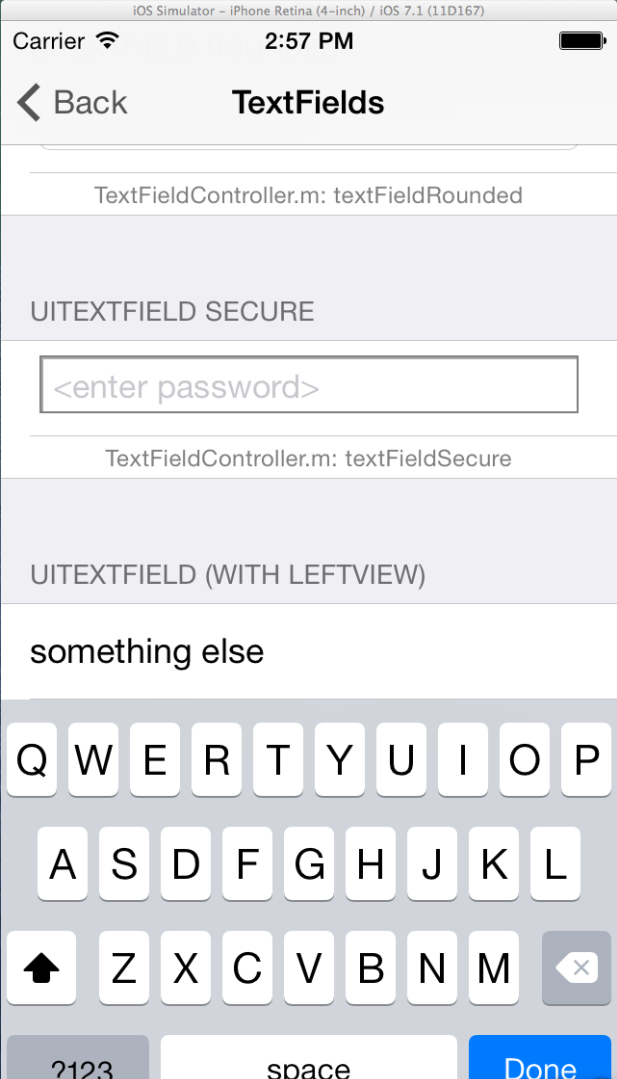 iOS Simulator - iPhone Retina (4-inch) / iOS 7.1 (11D167)
Carrier 2:57 PM
Back TextFields
TextFieldController.m: textFieldRounded
UITEXTFIELD SECURE
<enter password>
TextFieldController.m: textFieldSecure
UITEXTFIELD (WITH LEFTVIEW)
something else
Q W E R T Y U I O P
A S D F G H J K L
Z X C V B N M
?123 space Done